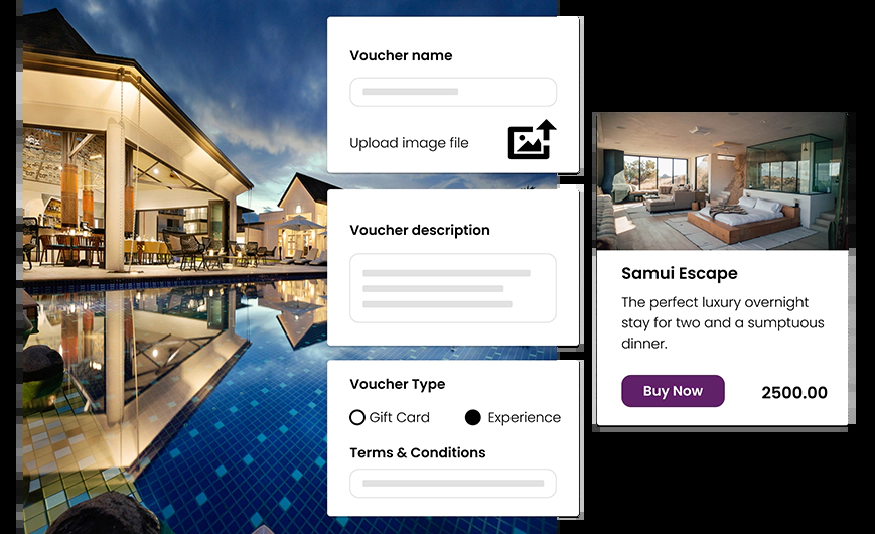 Voucher name
Upload image file
Voucher description
Voucher Type
Gift Card
Experience
Terms & Conditions
Samui Escape
The perfect luxury overnight
stay for two and a sumptuous
dinner.
Buy Now
2500.00